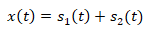 x(t) = s₁(t) + s₂(t)